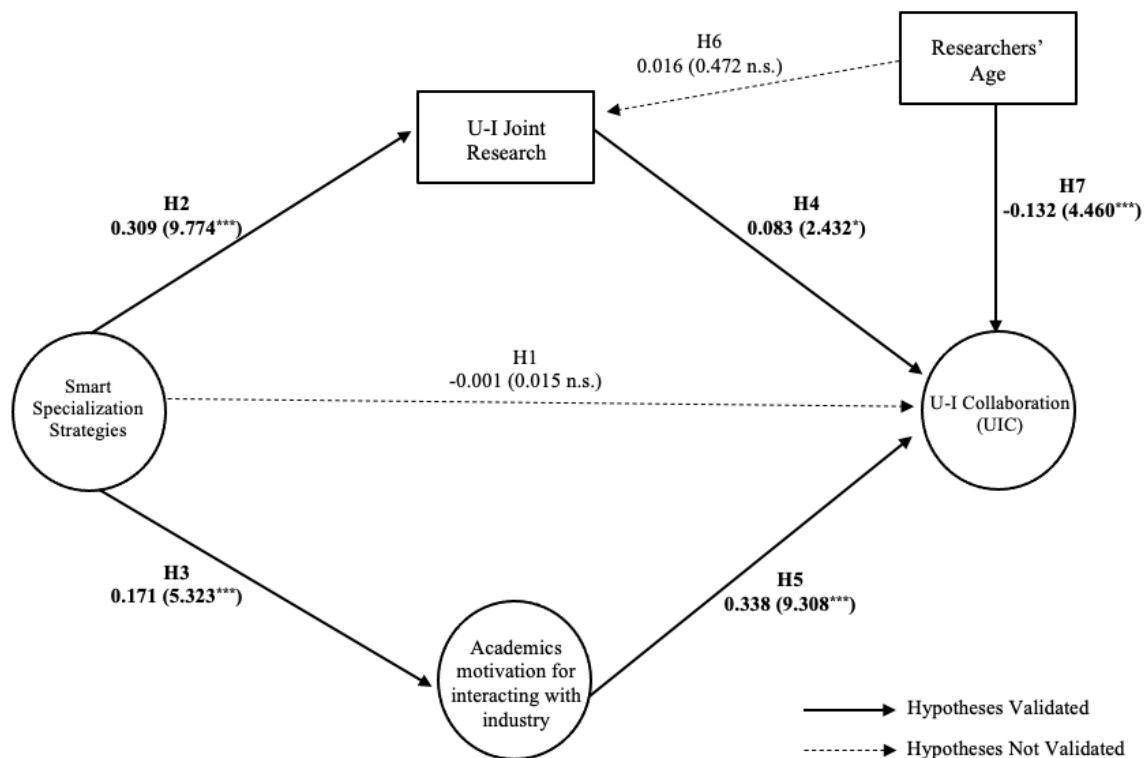 H6
0.016 (0.472 n.s.)
Researchers’
Age
U-I Joint
Research
H2
0.309 (9.774***)
H4
0.083 (2.432*)
H7
-0.132 (4.460***)
H1
-0.001 (0.015 n.s.)
Smart
Specialization
Strategies
U-I Collaboration
(UIC)
H3
0.171 (5.323***)
H5
0.338 (9.308***)
Academics
motivation for
interacting with
industry
Hypotheses Validated
Hypotheses Not Validated